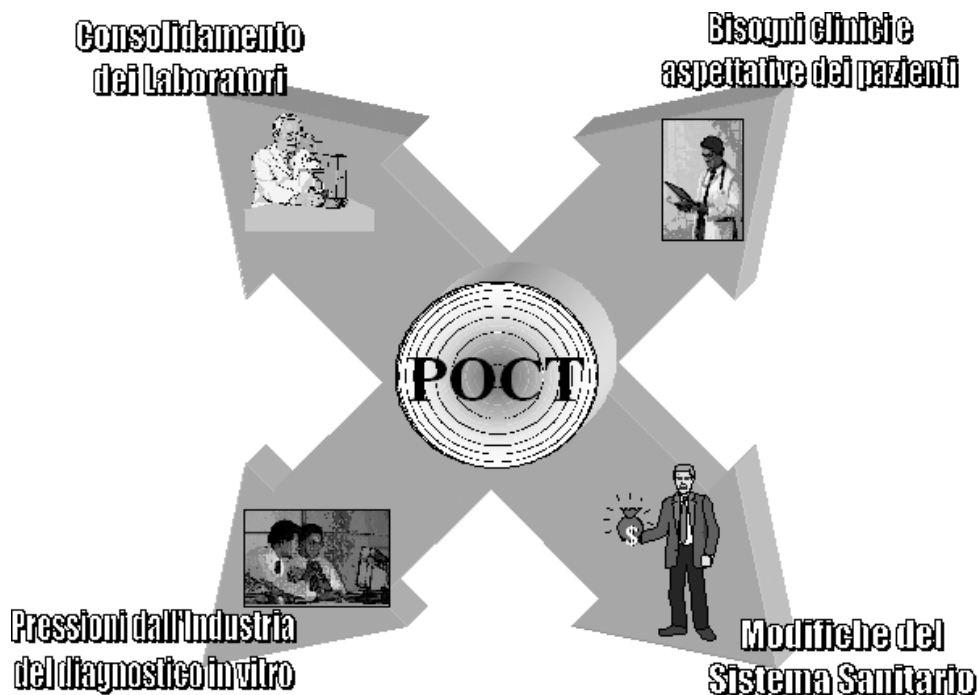 Consolidamento
dei Laboratori
Bisogni clinici e
aspettative dei pazienti
POCT
$
Pressioni dall'Industria
del diagnostico in vitro
Modifiche del
Sistema Sanitario